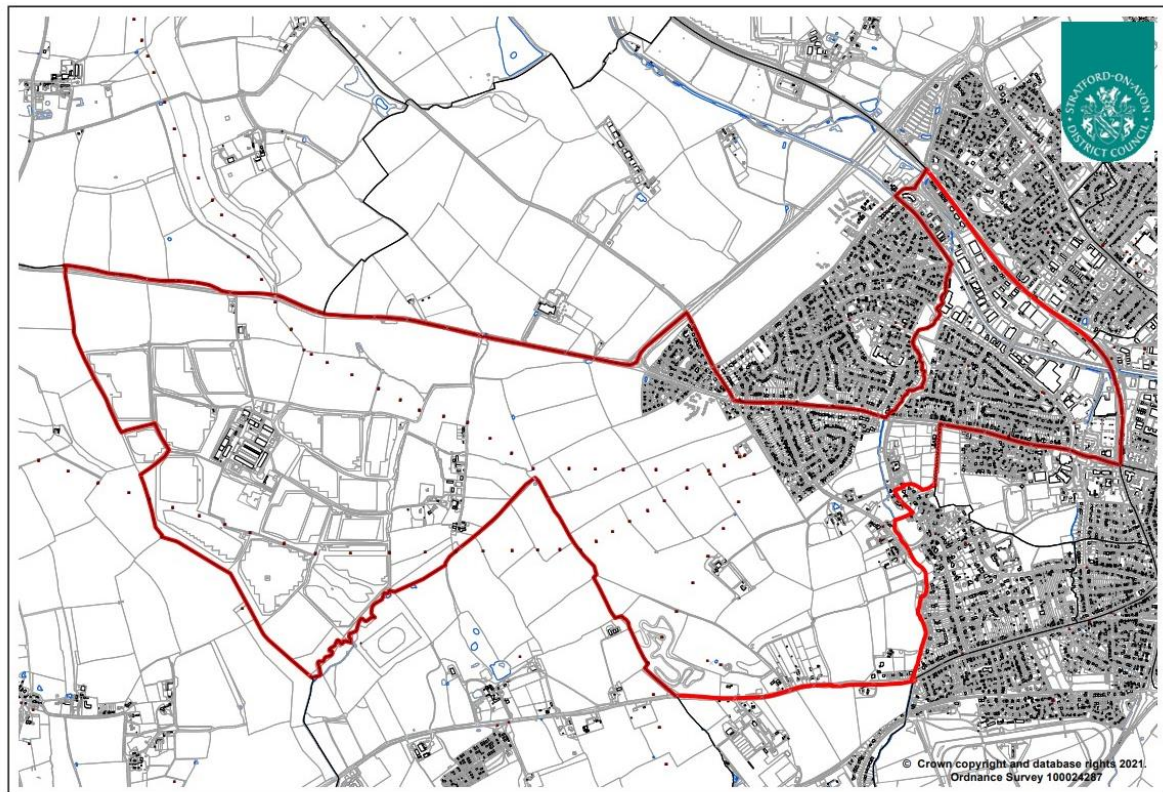 STRATFORD-ON-AVON
DISTRICT COUNCIL
© Crown copyright and database rights 2021.
Ordnance Survey 100024287